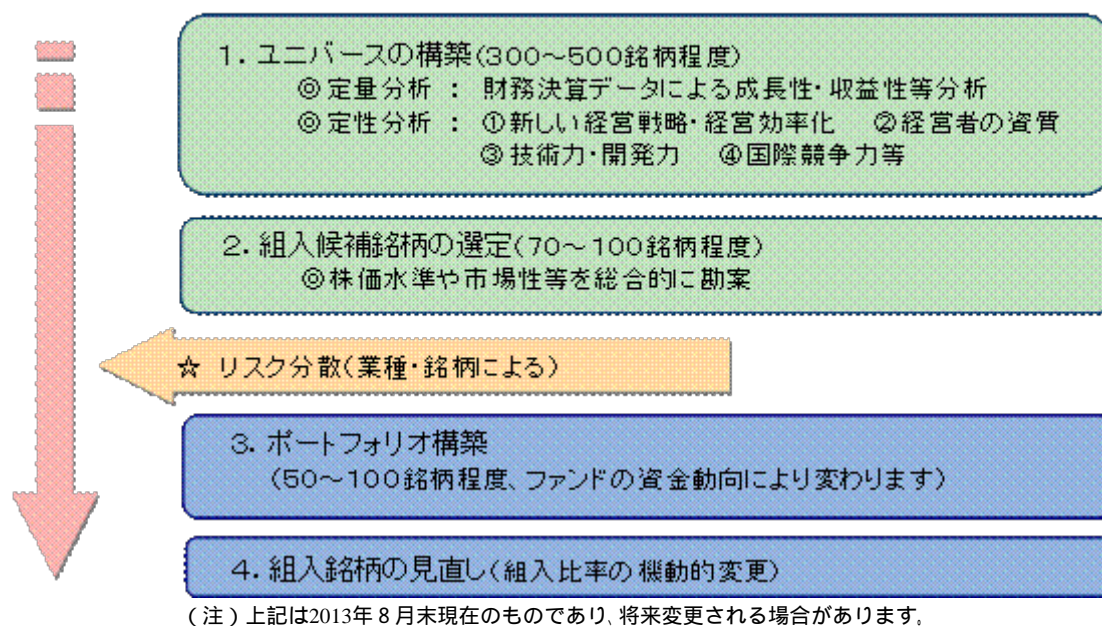 1．ユニバースの構築(300～500銘柄程度)
◎定量分析 ： 財務決算データによる成長性・収益性等分析
◎定性分析 ： ①新しい経営戦略・経営効率化 ②経営者の資質
③技術力・開発力 ④国際競争力等
2．組入候補銘柄の選定(70～100銘柄程度)
◎株価水準や市場性等を総合的に勘案
☆ リスク分散(業種・銘柄による)
3．ポートフォリオ構築
(50～100銘柄程度、ファンドの資金動向により変わります)
4．組入銘柄の見直し(組入比率の機動的変更)
(注)上記は2013年８月末現在のものであり、将来変更される場合があります。